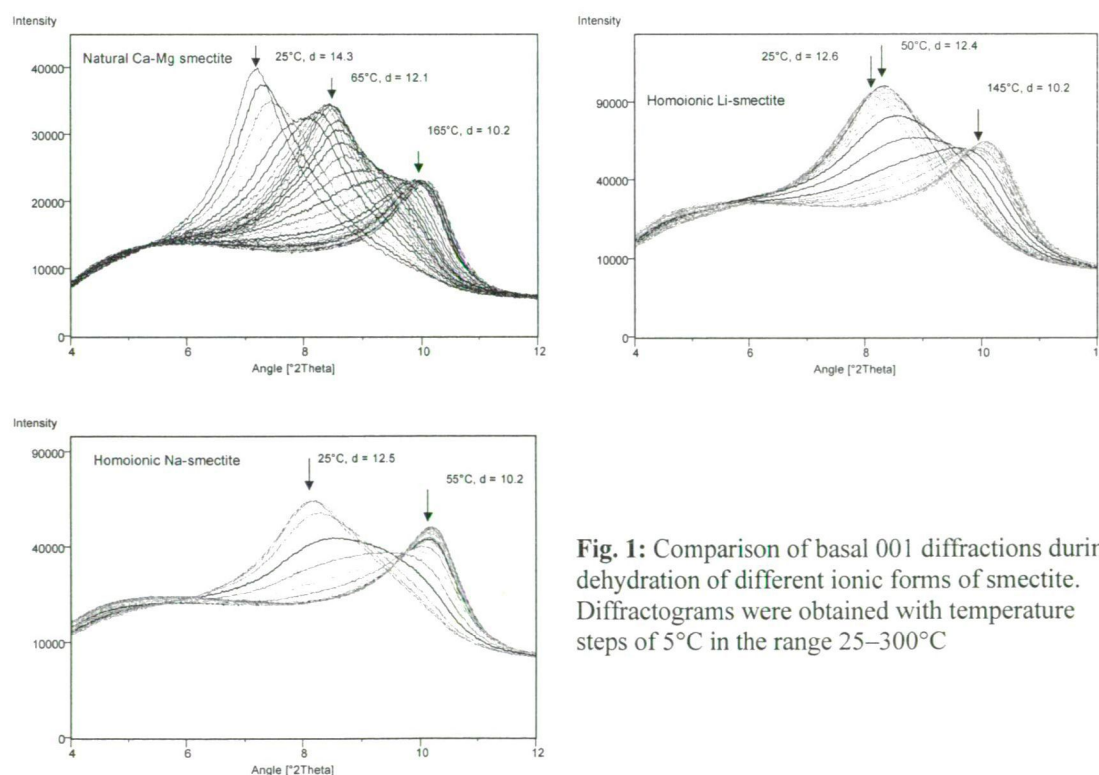 Intensity
40000
30000
20000
10000
0
4
6
8
10
12
Angle [°2Theta]
Natural Ca-Mg smectite
25°C, d = 14.3
65°C, d = 12.1
165°C, d = 10.2
Intensity
90000
40000
10000
0
4
6
8
10
1
Angle [°2Theta]
Homoionic Li-smectite
25°C, d = 12.6
50°C, d = 12.4
145°C, d = 10.2
Intensity
90000
40000
10000
0
4
6
8
10
12
Angle [°2Theta]
Homoionic Na-smectite
25°C, d = 12.5
55°C, d = 10.2
Fig. 1: Comparison of basal 001 diffractions durin
dehydration of different ionic forms of smectite.
Diffractograms were obtained with temperature
steps of 5°C in the range 25–300°C